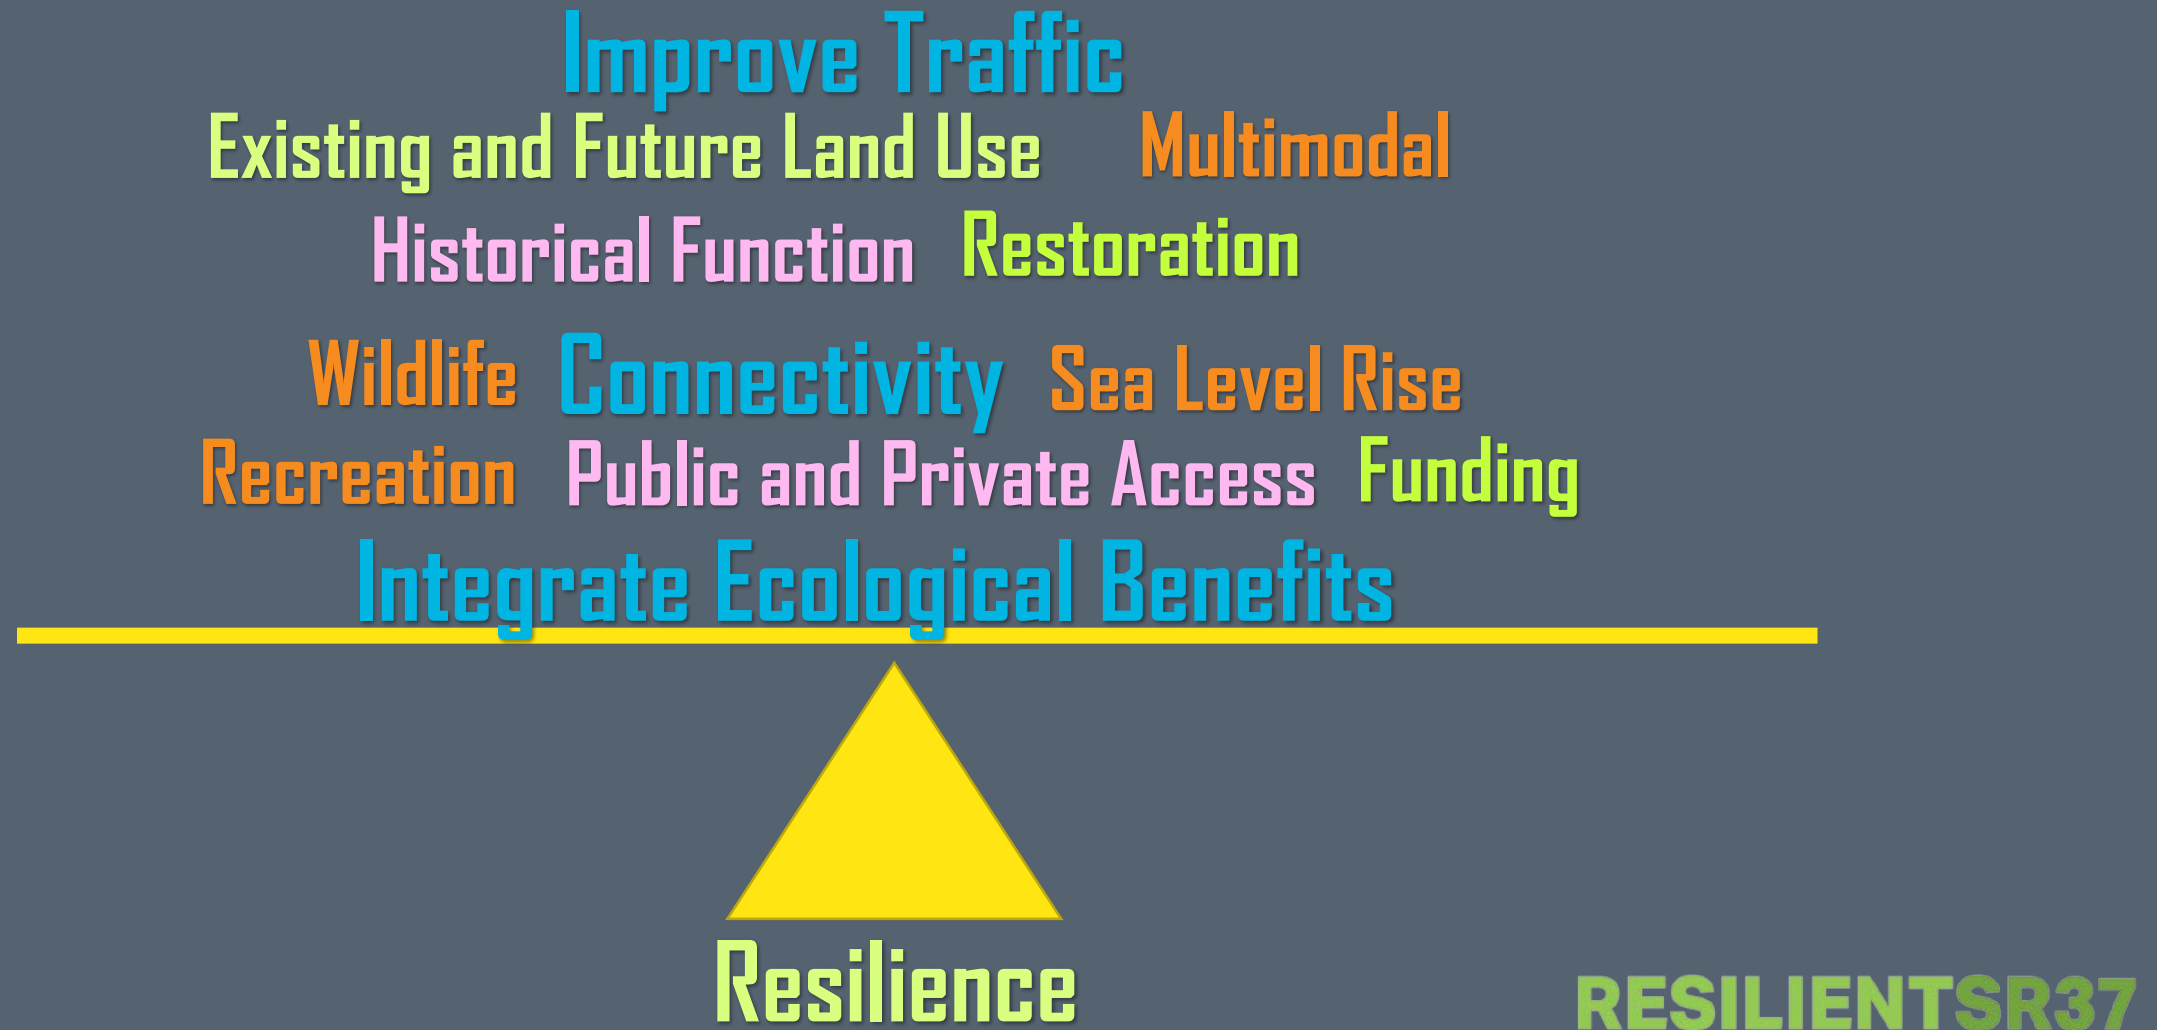 Improve Traffic
Existing and Future Land Use Multimodal
Historical Function Restoration
Wildlife Connectivity Sea Level Rise
Recreation Public and Private Access Funding
Integrate Ecological Benefits
Resilience
RESILIENTSR37